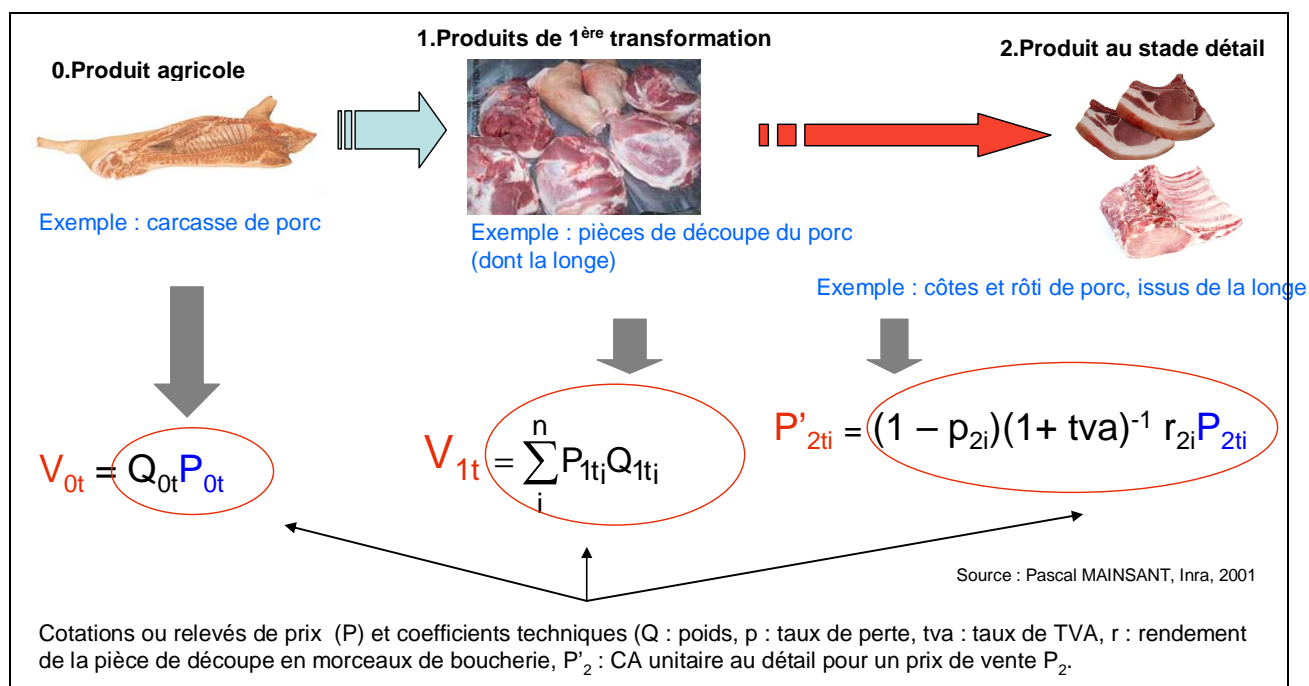 0.Produit agricole
1.Produits de 1ère transformation
2.Produit au stade détail
Exemple : carcasse de porc
Exemple : pièces de découpe du porc
(dont la longe)
Exemple : côtes et rôti de porc, issus de la longe
V0t = Q0tP0t
V1t = ∑ni P1tiQ1ti
P'2ti = (1 – p2i)(1+ tva)-1 r2iP2ti
Source : Pascal MAINSANT, Inra, 2001
Cotations ou relevés de prix (P) et coefficients techniques (Q : poids, p : taux de perte, tva : taux de TVA, r : rendement
de la pièce de découpe en morceaux de boucherie, P'2 : CA unitaire au détail pour un prix de vente P2.